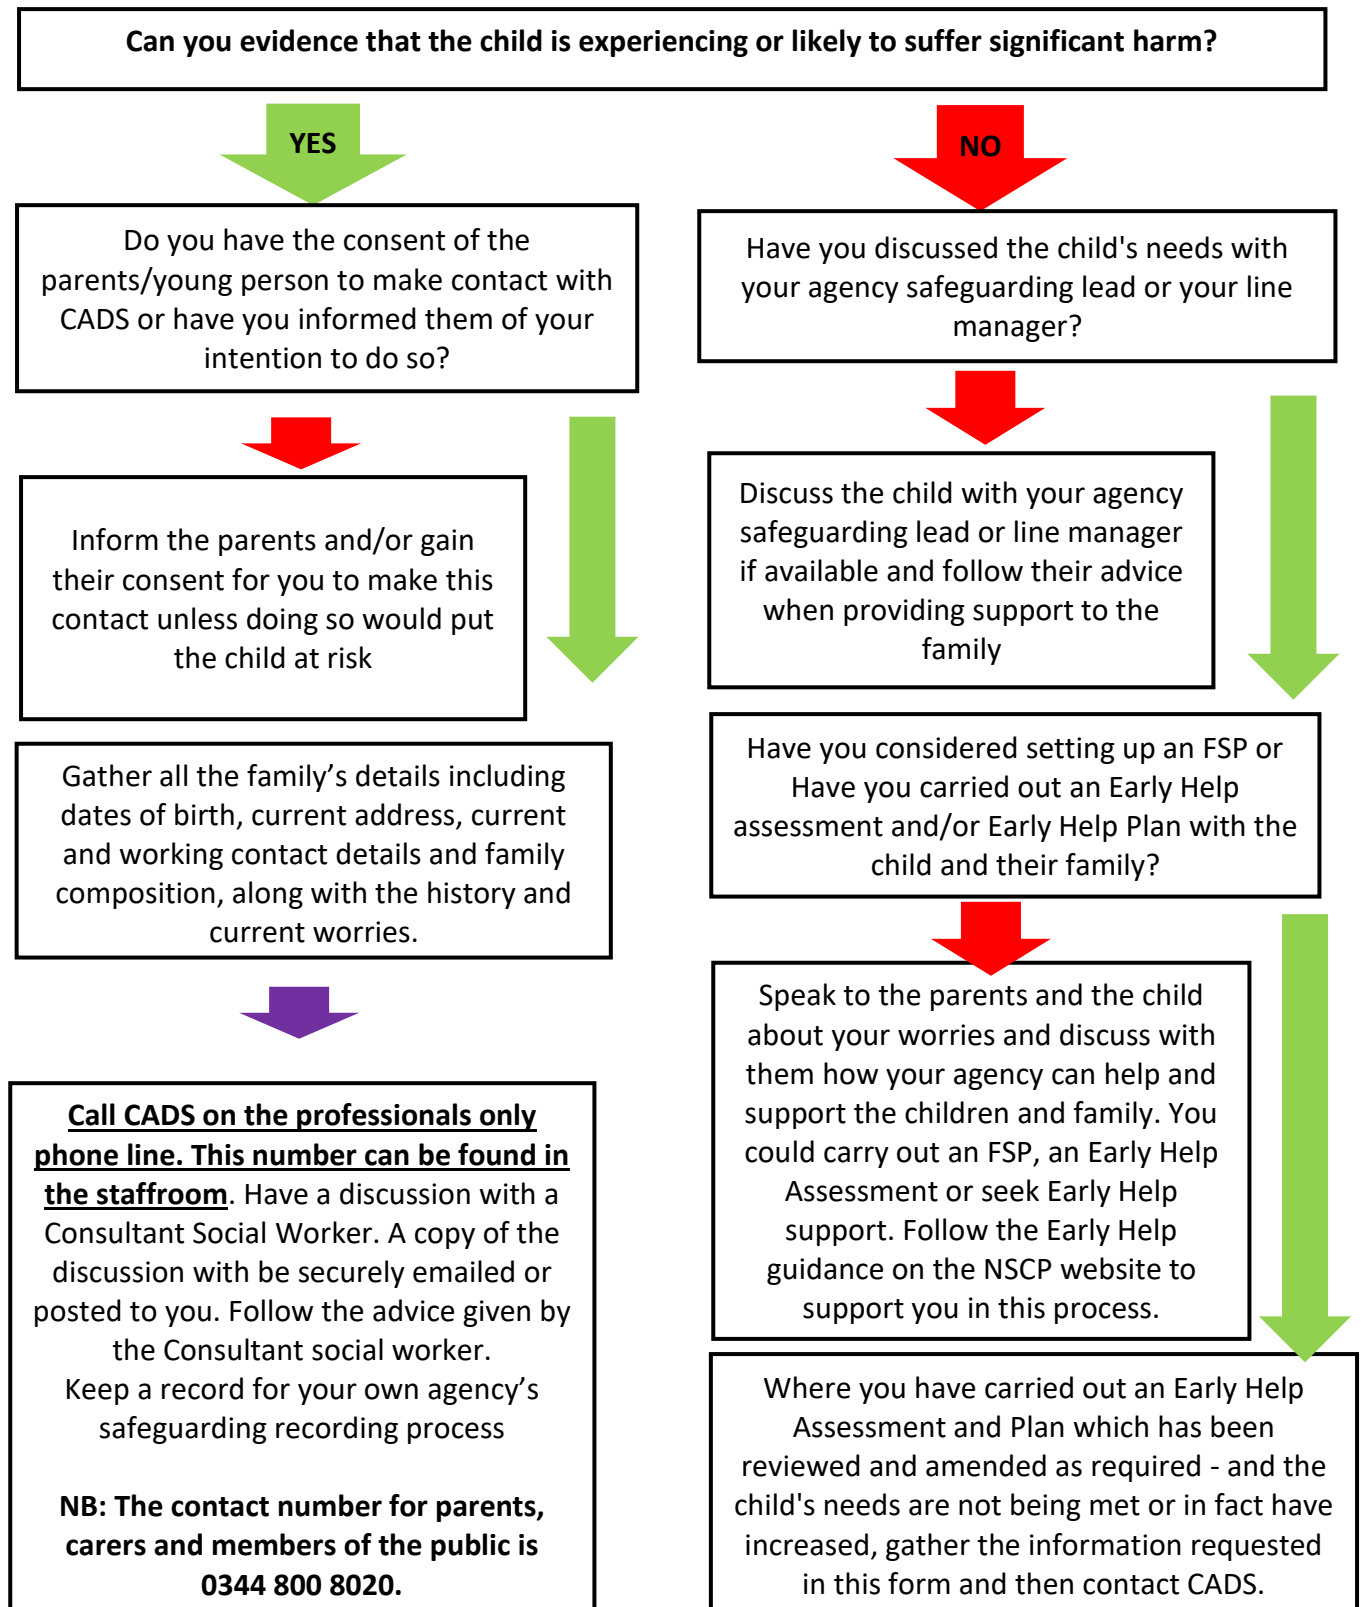 Can you evidence that the child is experiencing or likely to suffer significant harm?
YES
NO
Do you have the consent of the
parents/young person to make contact with
CADS or have you informed them of your
intention to do so?
Inform the parents and/or gain
their consent for you to make this
contact unless doing so would put
the child at risk
Gather all the family’s details including
dates of birth, current address, current
and working contact details and family
composition, along with the history and
current worries.
Call CADS on the professionals only
phone line. This number can be found in
the staffroom. Have a discussion with a
Consultant Social Worker. A copy of the
discussion with be securely emailed or
posted to you. Follow the advice given by
the Consultant social worker.
Keep a record for your own agency’s
safeguarding recording process
NB: The contact number for parents,
carers and members of the public is
0344 800 8020.
Have you discussed the child's needs with
your agency safeguarding lead or your line
manager?
Discuss the child with your agency
safeguarding lead or line manager
if available and follow their advice
when providing support to the
family
Have you considered setting up an FSP or
Have you carried out an Early Help
assessment and/or Early Help Plan with the
child and their family?
Speak to the parents and the child
about your worries and discuss with
them how your agency can help and
support the children and family. You
could carry out an FSP, an Early Help
Assessment or seek Early Help
support. Follow the Early Help
guidance on the NSCP website to
support you in this process.
Where you have carried out an Early Help
Assessment and Plan which has been
reviewed and amended as required - and the
child's needs are not being met or in fact have
increased, gather the information requested
in this form and then contact CADS.